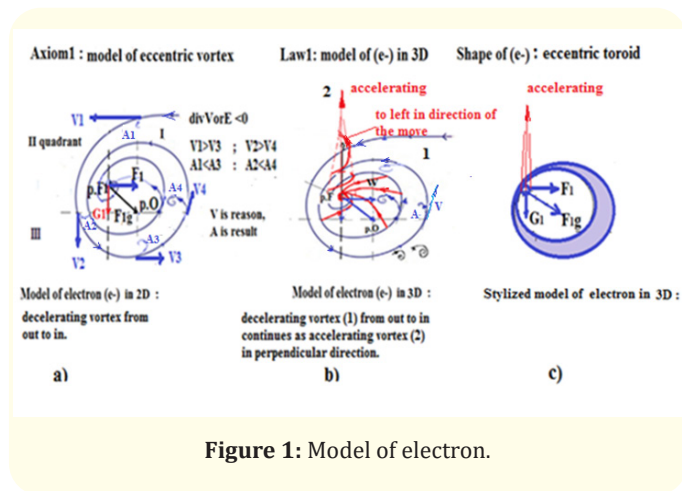 Axiom1 : model of eccentric vortex
Law1: model of (e-) in 3D
Shape of (e-) : eccentric toroid
2
accelerating
accelerating
to left in direction of
the move
V1
divVorE <0
A1
I
II quadrant
V1>V3 ; V2>V4
A1<A3 : A2<A4
1
F1
p.F1
A4
V4
W
p.F
F1
G1
F1g
p.O
A
V
G1
F1g
A2
V is reason,
A is result
p.O
III
A3
V3
V2
Model of electron (e-) in 2D :
decelerating vortex from
out to in.
Model of electron (e-) in 3D :
decelerating vortex (1) from out to in
continues as accelerating vortex (2)
in perpendicular direction.
Stylized model of electron in 3D :
a)
b)
c)
Figure 1: Model of electron.